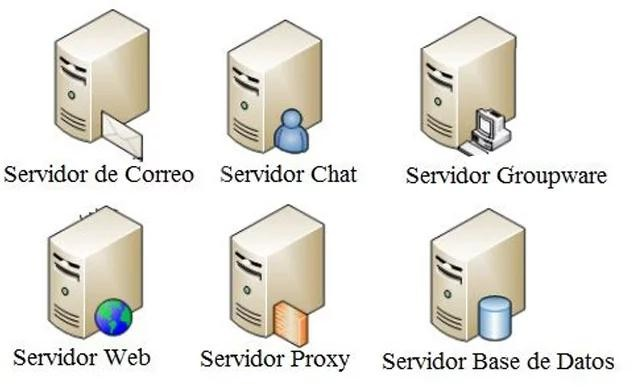 Servidor de Correo
Servidor Chat
Servidor Groupware
Servidor Web
Servidor Proxy
Servidor Base de Datos